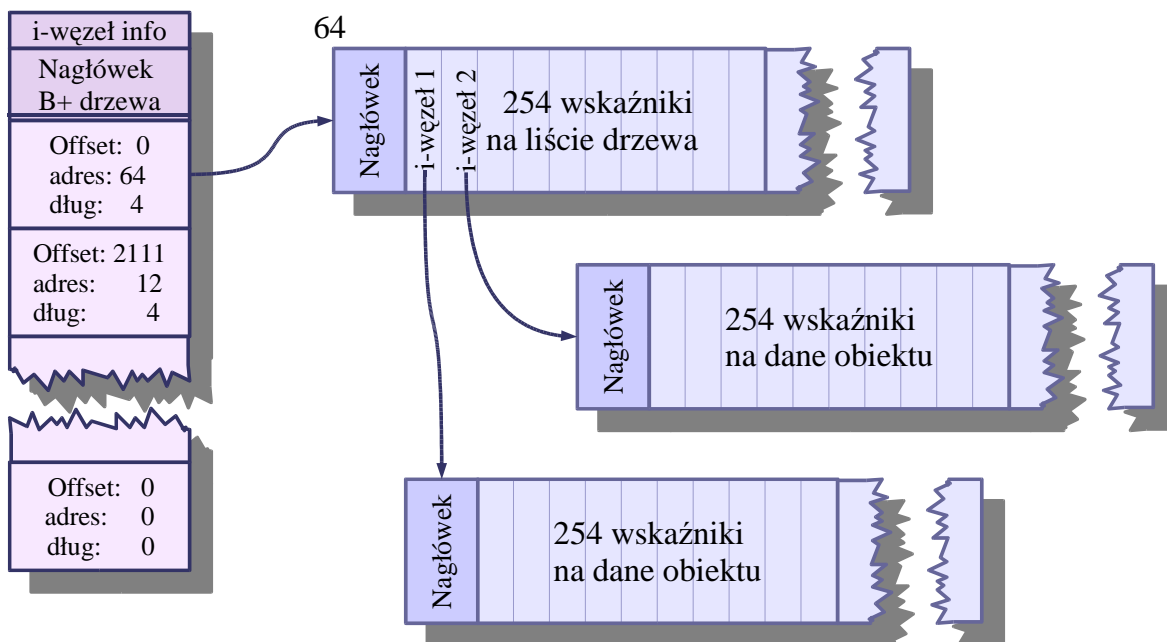 i-węzeł info
Nagłówek
B+ drzewa
Offset: 0
adres: 64
dług: 4
Offset: 2111
adres: 12
dług: 4
Offset: 0
adres: 0
dług: 0
64
Nagłówek
i-węzeł 1
i-węzeł 2
254 wskaźniki
na liście drzewa
Nagłówek
254 wskaźniki
na dane obiektu
Nagłówek
254 wskaźniki
na dane obiektu